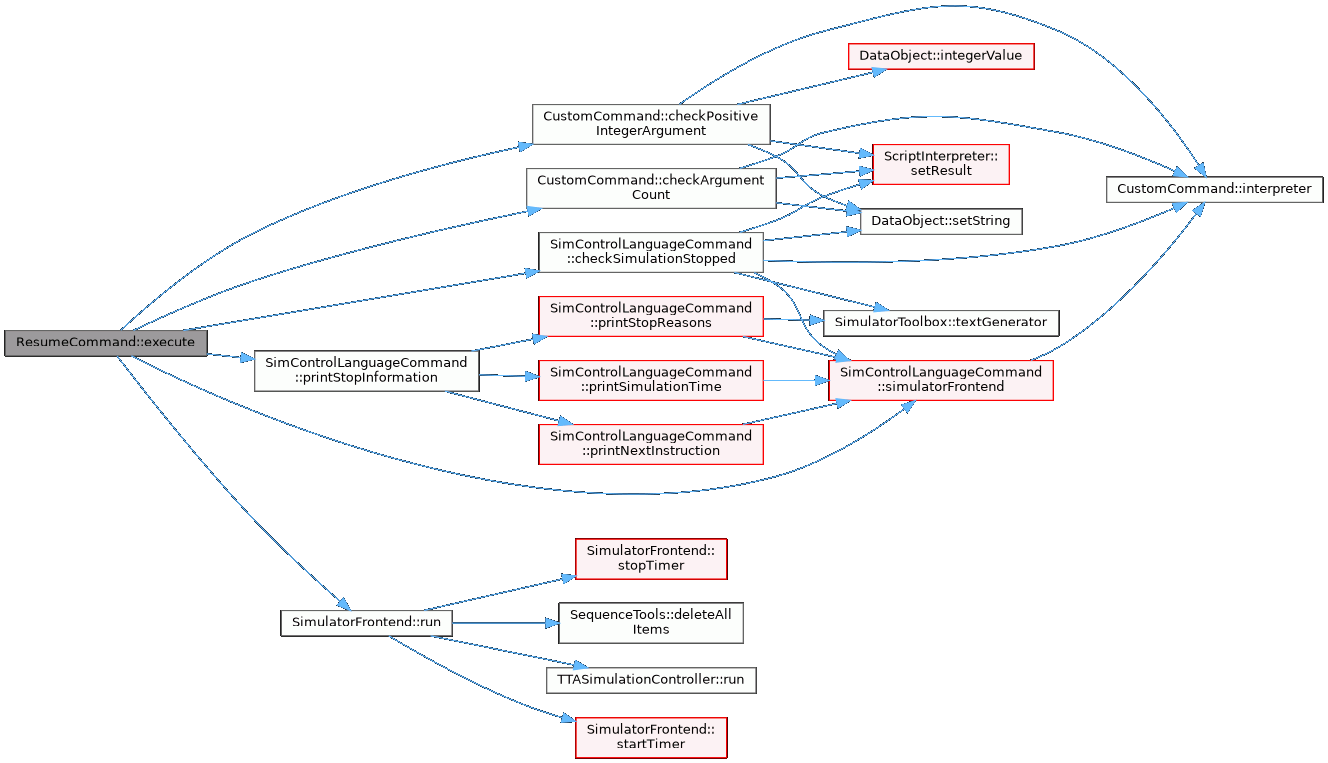 ResumeCommand::execute
CustomCommand::checkPositive
IntegerArgument
CustomCommand::checkArgument
Count
SimControlLanguageCommand
::checkSimulationStopped
SimControlLanguageCommand
::printStopInformation
SimControlLanguageCommand
::printStopReasons
SimControlLanguageCommand
::printSimulationTime
SimControlLanguageCommand
::printNextInstruction
DataObject::integerValue
ScriptInterpreter::
setResult
DataObject::setString
SimulatorToolbox::textGenerator
SimControlLanguageCommand
::simulatorFrontend
CustomCommand::interpreter
SimulatorFrontend::run
SimulatorFrontend::
stopTimer
SequenceTools::deleteAll
Items
TTASimulationController::run
SimulatorFrontend::
startTimer